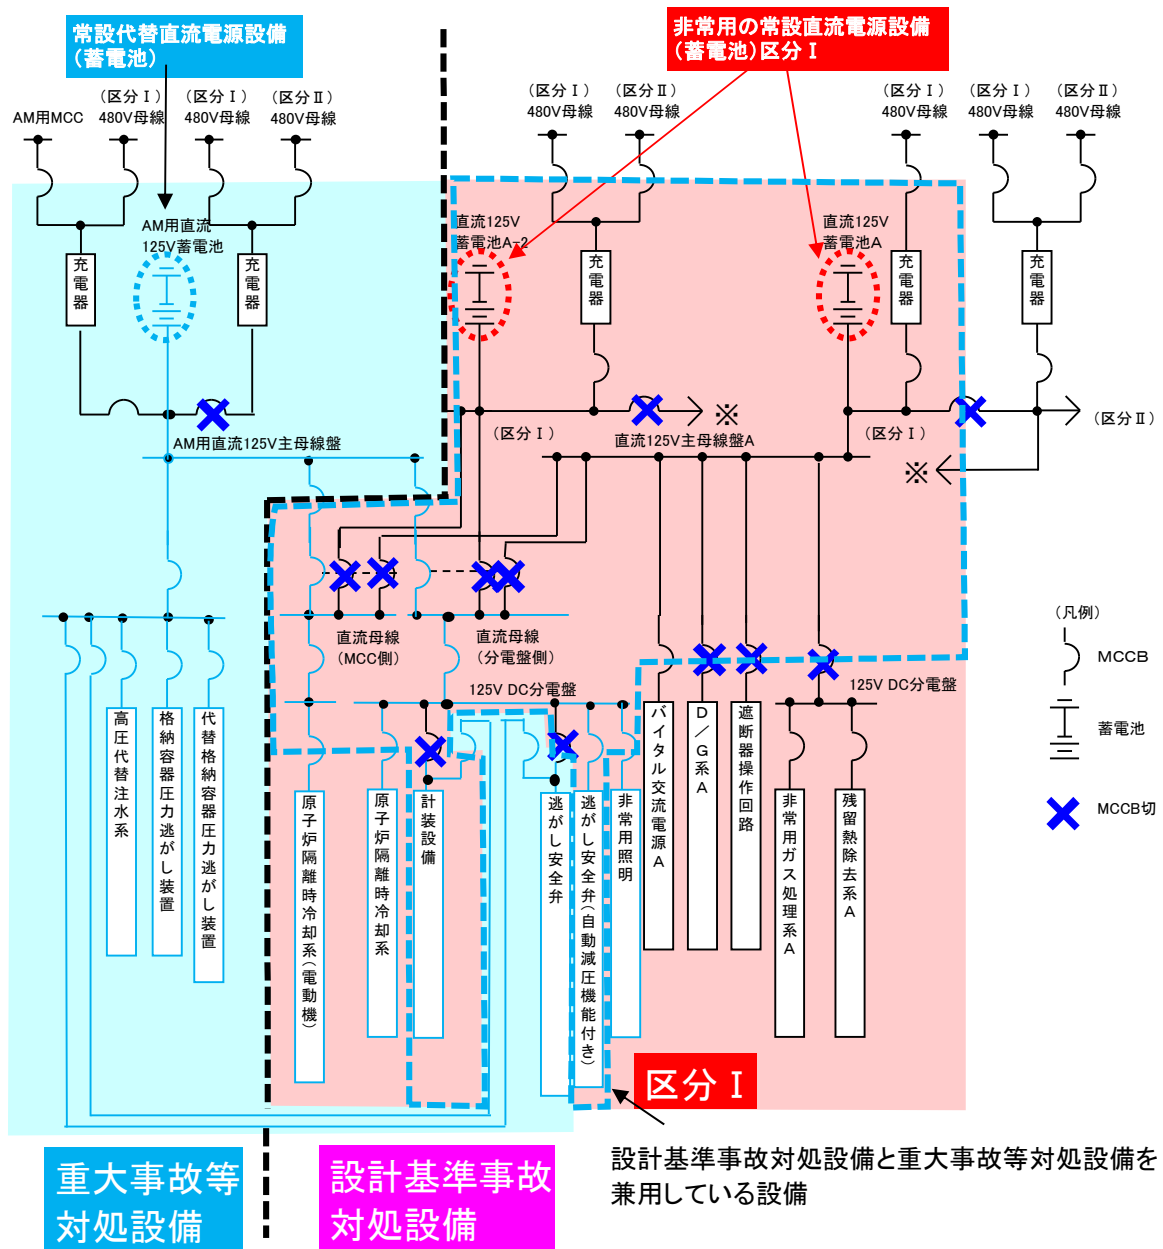 常設代替直流電源設備
（蓄電池）
非常用の常設直流電源設備
（蓄電池）区分Ⅰ
AM用MCC
（区分Ⅰ）
480V母線
（区分Ⅰ）
480V母線
（区分Ⅱ）
480V母線
（区分Ⅰ）
480V母線
（区分Ⅱ）
480V母線
（区分Ⅰ）
480V母線
（区分Ⅰ）
480V母線
（区分Ⅱ）
480V母線
AM用直流
125V蓄電池
直流125V
蓄電池A-2
直流125V
蓄電池A
充電器
充電器
充電器
充電器
充電器
※
（区分Ⅱ）
（区分Ⅰ）
（区分Ⅰ）
AM用直流125V主母線盤
直流125V主母線盤A
※
直流母線
（MCC側）
直流母線
（分電盤側）
125V DC分電盤
125V DC分電盤
（凡例）
MCCB
蓄電池
MCCB切
高圧代替注水系
格納容器圧力逃がし装置
代替格納容器圧力逃がし装置
原子炉隔離時冷却系（電動機）
原子炉隔離時冷却系
計装設備
逃がし安全弁
逃がし安全弁（自動減圧機能付き）
非常用照明
バイタル交流電源A
D／G系A
遮断器操作回路
非常用ガス処理系A
残留熱除去系A
区分Ⅰ
重大事故等
対処設備
設計基準事故
対処設備
設計基準事故対処設備と重大事故等対処設備を
兼用している設備